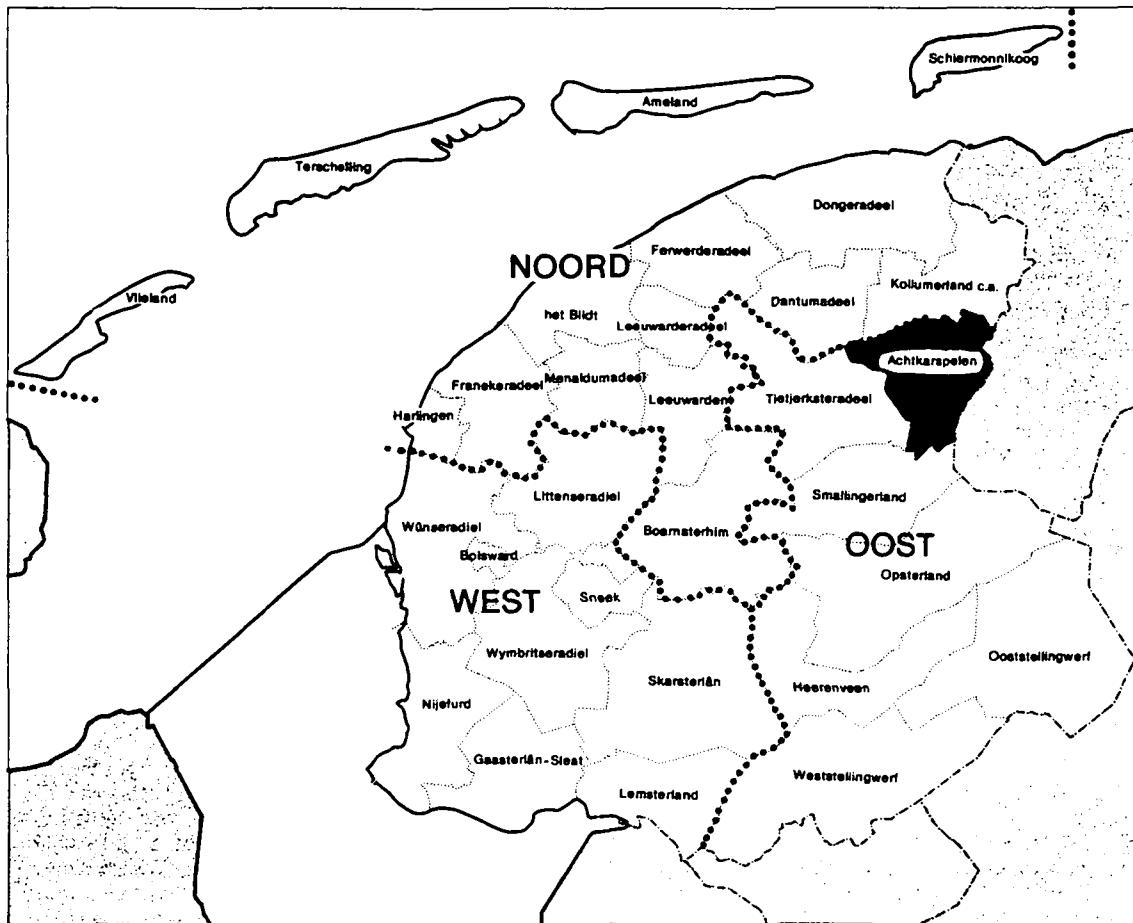 Schiermonnikoog
Ameland
Terschelling
Dongeradeel
Ferwerderadeel
NOORD
Kollumerland c.a.
Vlieland
Dantumadeel
het Bildt
Leeuwarderadeel
Achtkarspelen
Menaldumadeel
Franekeradeel
Leeuwarden
Tietjerksteradeel
Harlingen
Littenseradiel
Smallingerland
Wûnseradiel
Boarnsterhim
OOST
Bolsward
Opsterland
WEST
Sneek
Wymbritseradiel
Ooststellingwerf
Skarsterlân
Heerenveen
Nijefurd
Gaasterlân-Sleat
Weststellingwerf
Lemsterland